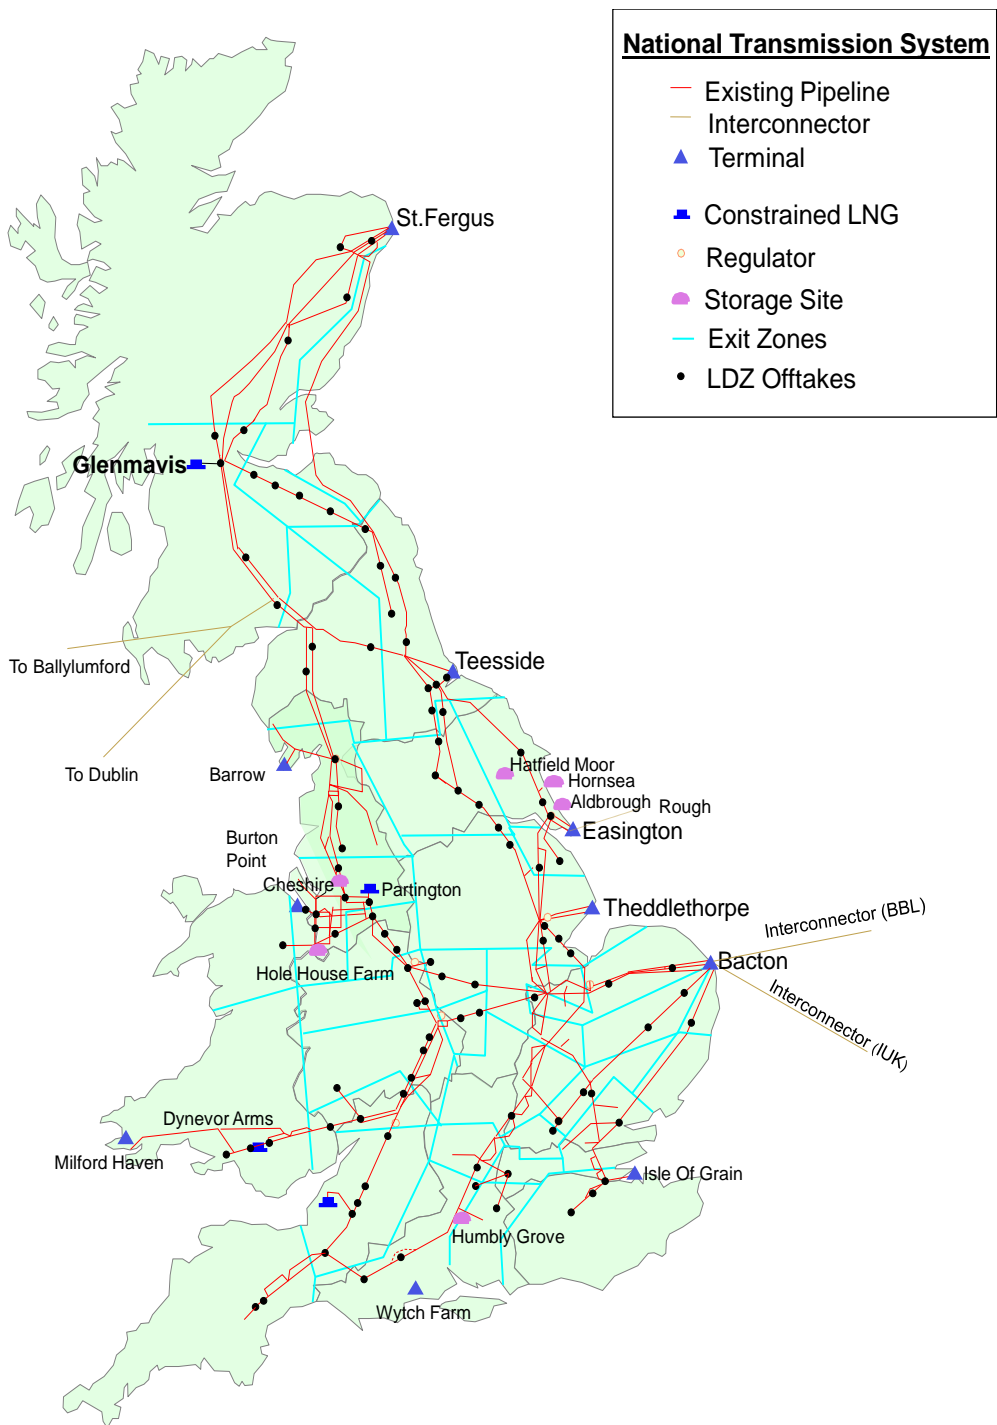 National Transmission System
Existing Pipeline
Interconnector
Terminal
Constrained LNG
Regulator
Storage Site
Exit Zones
LDZ Offtakes
St.Fergus
Glenmavis
To Ballylumford
To Dublin
Teesside
Barrow
Hatfield Moor
Hornsea
Aldbrough
Rough
Easington
Burton
Point
Cheshire
Partington
Theddlethorpe
Interconnector (BBL)
Bacton
Hole House Farm
Interconnector (IUK)
Dynevor Arms
Milford Haven
Isle Of Grain
Humbly Grove
Wytch Farm